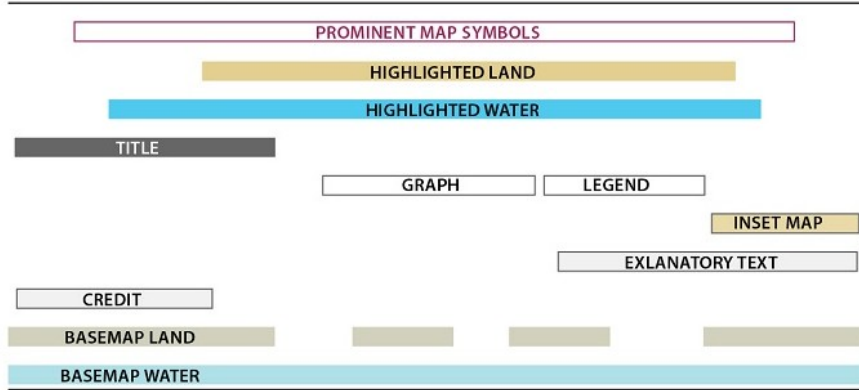 PROMINENT MAP SYMBOLS
HIGHLIGHTED LAND
HIGHLIGHTED WATER
TITLE
GRAPH LEGEND
INSET MAP
EXLANATORY TEXT
CREDIT
BASEMAP LAND
BASEMAP WATER